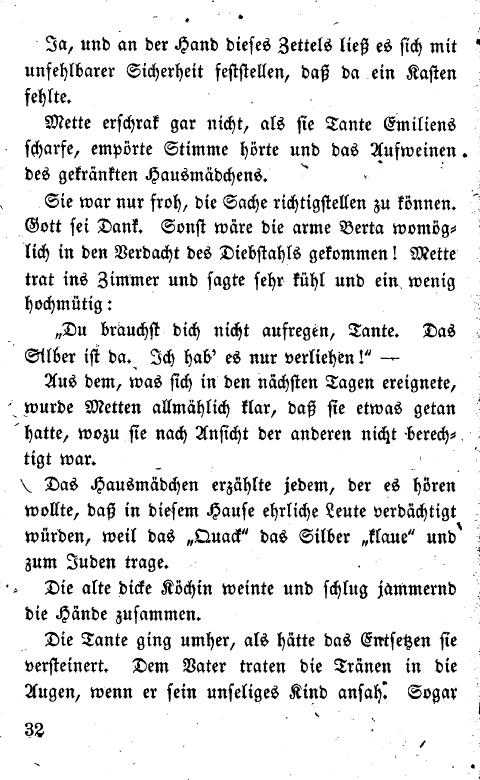 Ja, und an der Hand dieses Zettels ließ es sich mit
unfehlbarer Sicherheit feststellen, daß da ein Kasten
fehlte.
Mette erschrak gar nicht, als sie Tante Emiliens
scharfe, empörte Stimme hörte und das Aufweinen
des gekränkten Hausmädchens.
Sie war nur froh, die Sache richtigstellen zu können.
Gott sei Dank. Sonst wäre die arme Berta womög-
lich in den Verdacht des Diebstahls gekommen! Mette
trat ins Zimmer und sagte sehr kühl und ein wenig
hochmütig:
„Du brauchst dich nicht aufregen, Tante. Das
Silber ist da. Ich hab' es nur verliehen!“ —
Aus dem, was sich in den nächsten Tagen ereignete,
wurde Metten allmählich klar, daß sie etwas getan
hatte, wozu sie nach Ansicht der anderen nicht berech-
tigt war.
Das Hausmädchen erzählte jedem, der es hören
wollte, daß in diesem Hause ehrliche Leute verdächtigt
würden, weil das „Quack“ das Silber „klaue“ und
zum Juden trage.
Die alte dicke Köchin weinte und schlug jammernd
die Hände zusammen.
Die Tante ging umher, als hätte das Entsetzen sie
versteinert. Dem Vater traten die Tränen in die
Augen, wenn er sein unseliges Kind ansah. Sogar
32